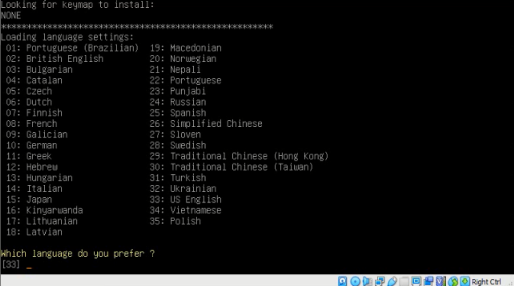 Looking for keymap to install:
NONE
****************************************************
Loading language settings:
01: Portuguese (Brazilian) 19: Macedonian
02: British English 20: Norwegian
03: Bulgarian 21: Nepali
04: Catalan 22: Portuguese
05: Czech 23: Punjabi
06: Dutch 24: Russian
07: Finnish 25: Spanish
08: French 26: Simplified Chinese
09: Galician 27: Sloven
10: German 28: Swedish
11: Greek 29: Traditional Chinese (Hong Kong)
12: Hebrew 30: Traditional Chinese (Taiwan)
13: Hungarian 31: Turkish
14: Italian 32: Ukrainian
15: Japan 33: US English
16: Kinyarwanda 34: Vietnamese
17: Lithuanian 35: Polish
18: Latvian
Which language do you prefer ?
[33] _
Right Ctrl